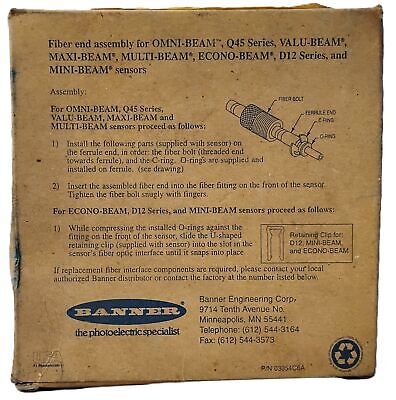 Fiber end assembly for OMNI-BEAM™, Q45 Series, VALU-BEAM®,
MAXI-BEAM®, MULTI-BEAM®, ECONO-BEAM®, D12 Series, and
MINI-BEAM® sensors
Assembly:
For OMNI-BEAM, Q45 Series,
VALU-BEAM, MAXI-BEAM and
MULTI-BEAM sensors proceed as follows:
FIBER BOLT
FERRULE END
C-RING
O-RING
1) Install the following parts (supplied with sensor) on
the ferrule end, in order: the fiber bolt (threaded end
towards ferrule), and the C-ring. O-rings are supplied and
installed on ferrule. (see drawing)
2) Insert the assembled fiber end into the fiber fitting on the front of the sensor.
Tighten the fiber bolt snugly with fingers.
For ECONO-BEAM, D12 Series, and MINI-BEAM sensors proceed as follows:
1) While compressing the installed O-rings against the
fitting on the front of the sensor, slide the U-shaped
retaining clip (supplied with sensor) into the slot in the
sensor's fiber optic interface until it snaps into place
Retaining Clip for:
D12, MINI-BEAM,
and ECONO-BEAM
If replacement fiber interface components are required, please contact your local
authorized Banner distributor or contact the factory at the number listed below.
BANNER
the photoelectric specialist
Banner Engineering Corp.
9714 Tenth Avenue No.
Minneapolis, MN 55441
Telephone: (612) 544-3164
Fax: (612) 544-3573
P/N 03354C8A